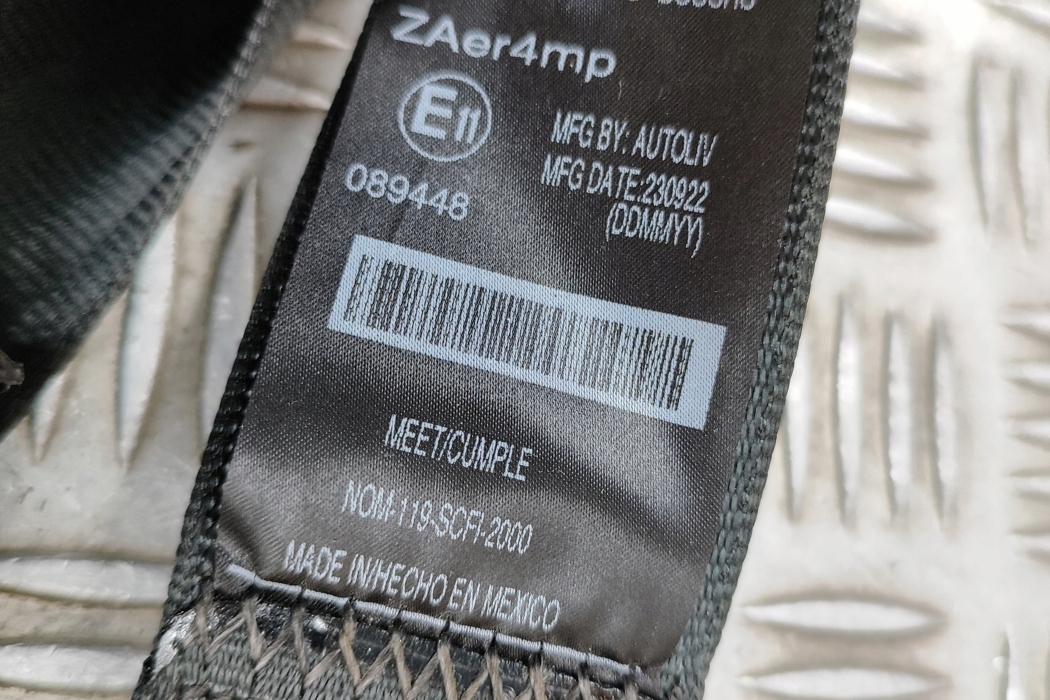 ZAer4mp
E11
089448
MFG BY: AUTOLIV
MFG DATE:230922
(DDMMYY)
MEET/CUMPLE
NOM-119-SCFI-2000
MADE IN/HECHO EN MEXICO